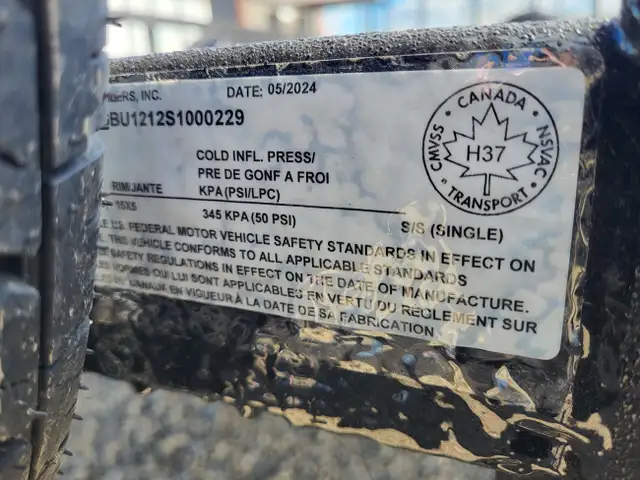 INC. DATE: 05/2024
BU1212S1000229
COLD INFL. PRESS/
PRE DE GONF A FROI
RIM/JANTE KPA (PSI/LPC)
15X5 345 KPA (50 PSI) S/S (SINGLE)
U.S. FEDERAL MOTOR VEHICLE SAFETY STANDARDS IN EFFECT ON
THIS VEHICLE CONFORMS TO ALL APPLICABLE STANDARDS
SAFETY REGULATIONS IN EFFECT ON THE DATE OF MANUFACTURE.
NORMES QUI LUI SONT APPLICABLES EN VERTU DU RÈGLEMENT SUR
DU CANADA EN VIGUEUR À LA DATE DE SA FABRICATION
CANADA
CMVSS
NSVAC
H37
TRANSPORT